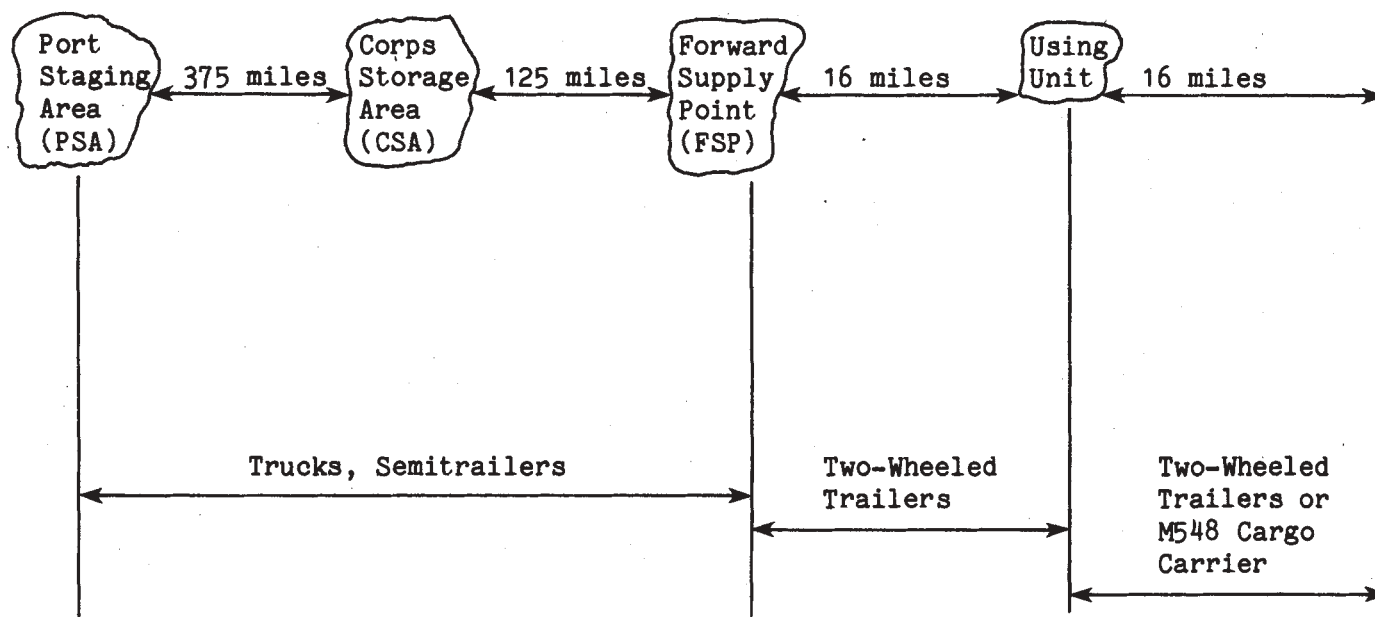 Port
Staging
Area
(PSA)
375 miles
Corps
Storage
Area
(CSA)
125 miles
Forward
Supply
Point
(FSP)
16 miles
Using
Unit
16 miles
Trucks, Semitrailers
Two-Wheeled
Trailers
Two-Wheeled
Trailers or
M548 Cargo
Carrier